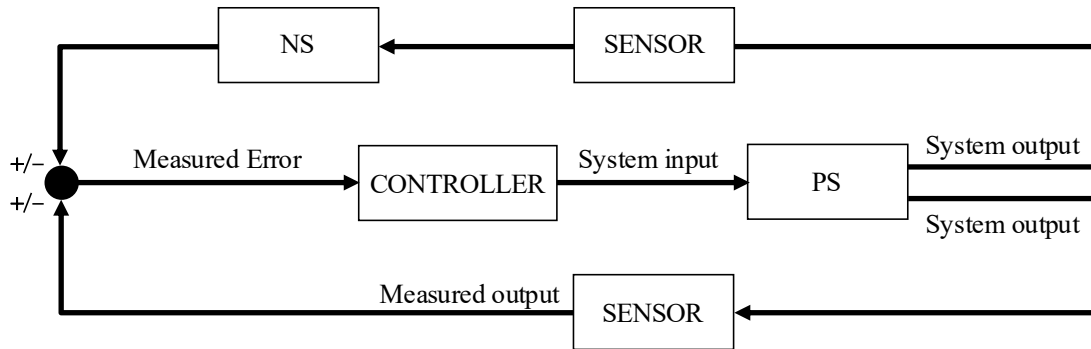 NS
SENSOR
+/−
+/−
Measured Error
CONTROLLER
System input
PS
System output
System output
Measured output
SENSOR